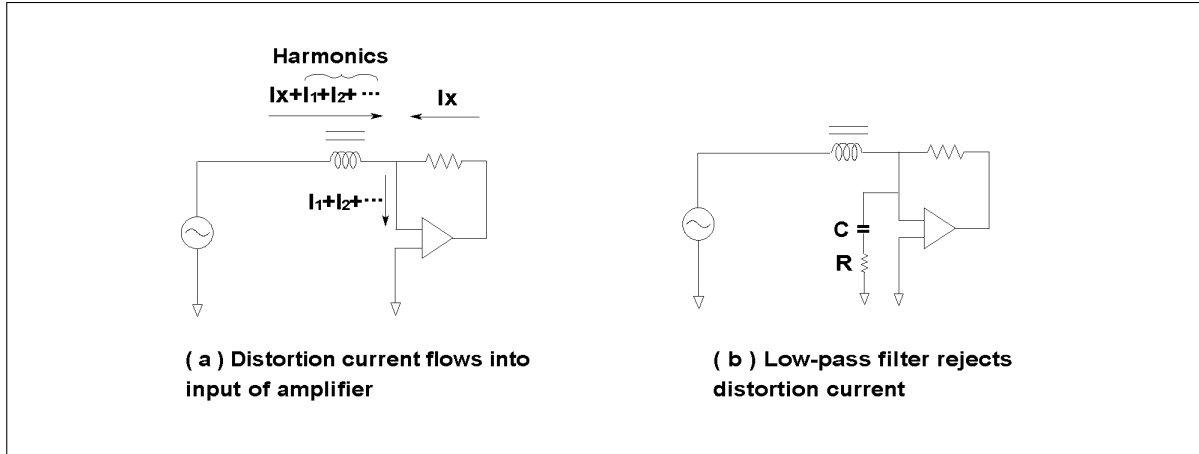 Harmonics
Ix+I1+I2+ ···
Ix
I1+I2+ ···
( a ) Distortion current flows into
input of amplifier
C
R
( b ) Low-pass filter rejects
distortion current